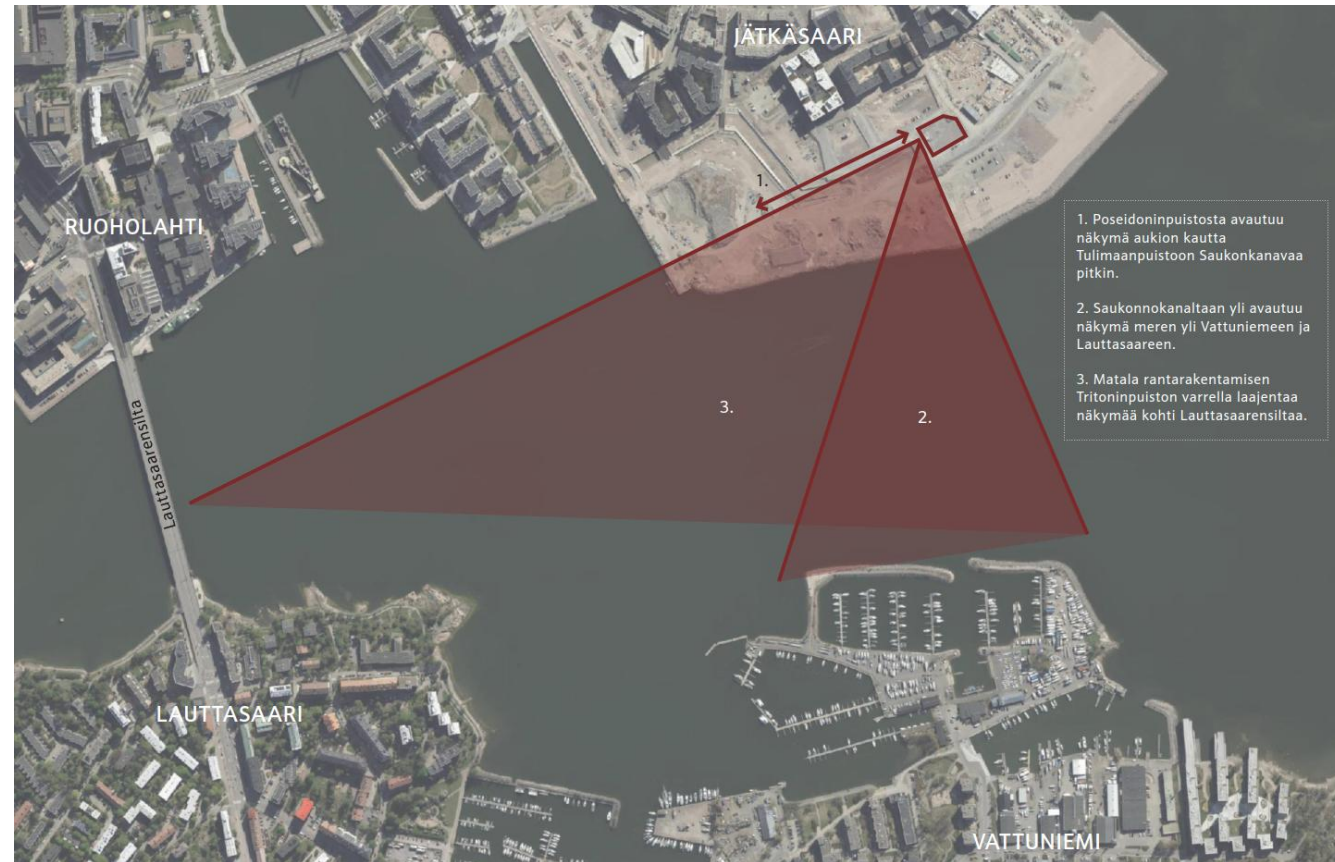 JÄTKÄSAARI
1.
RUOHOLAHTI
1. Poseidoninpuistosta avautuu
näkymä aukion kautta
Tulimaanpuistoon Saukonkanavaa
pitkin.
2. Saukonnokanaltaan yli avautuu
näkymä meren yli Vattuniemeen ja
Lauttasaareen.
3. Matala rantarakentamisen
Tritoninpuiston varrella laajentaa
näkymää kohti Lauttasaarensiltaa.
3.
2.
Lauttasaarensilta
LAUTTASAARI
VATTUNIEMI